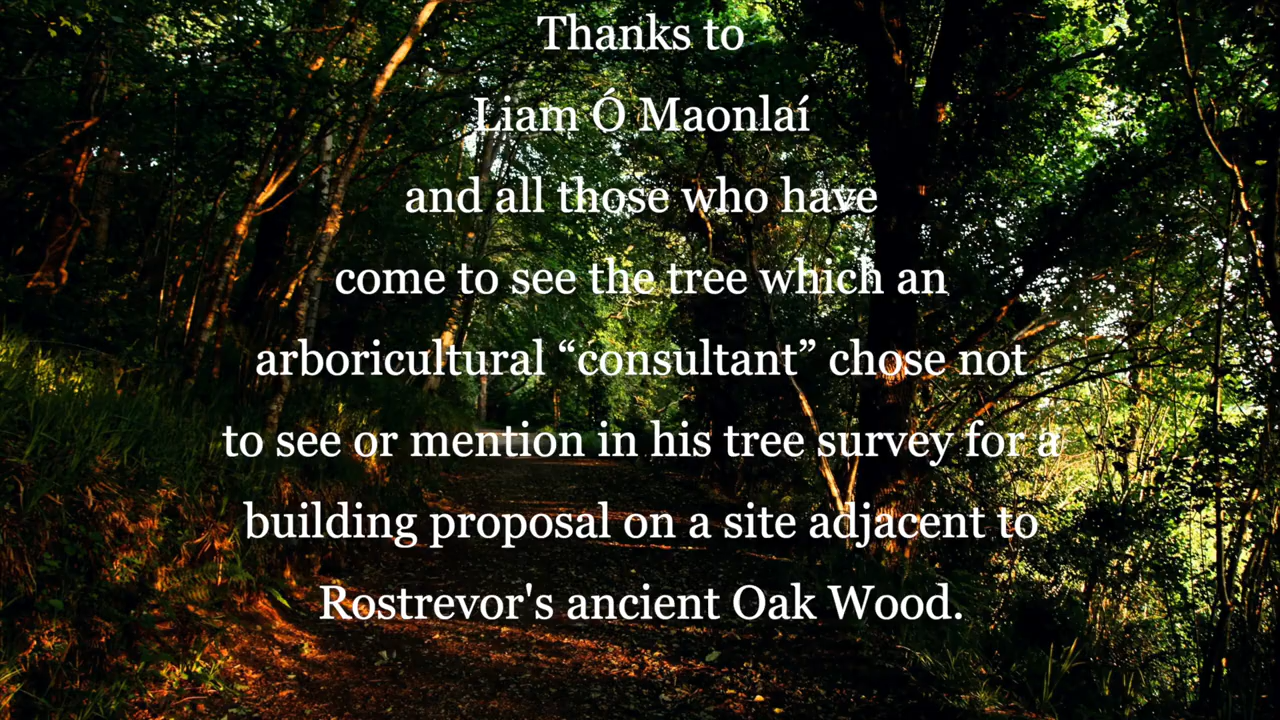 Thanks to
Liam Ó Maonlaí
and all those who have
come to see the tree which an
arboricultural “consultant” chose not
to see or mention in his tree survey for a
building proposal on a site adjacent to
Rostrevor's ancient Oak Wood.